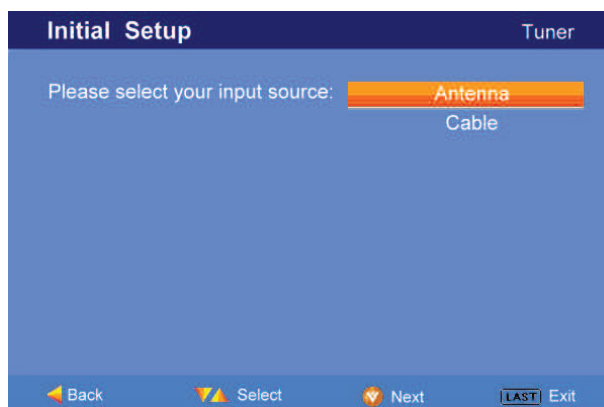 Initial Setup Tuner
Please select your input source: Antenna
Cable
Back Select Next LAST Exit